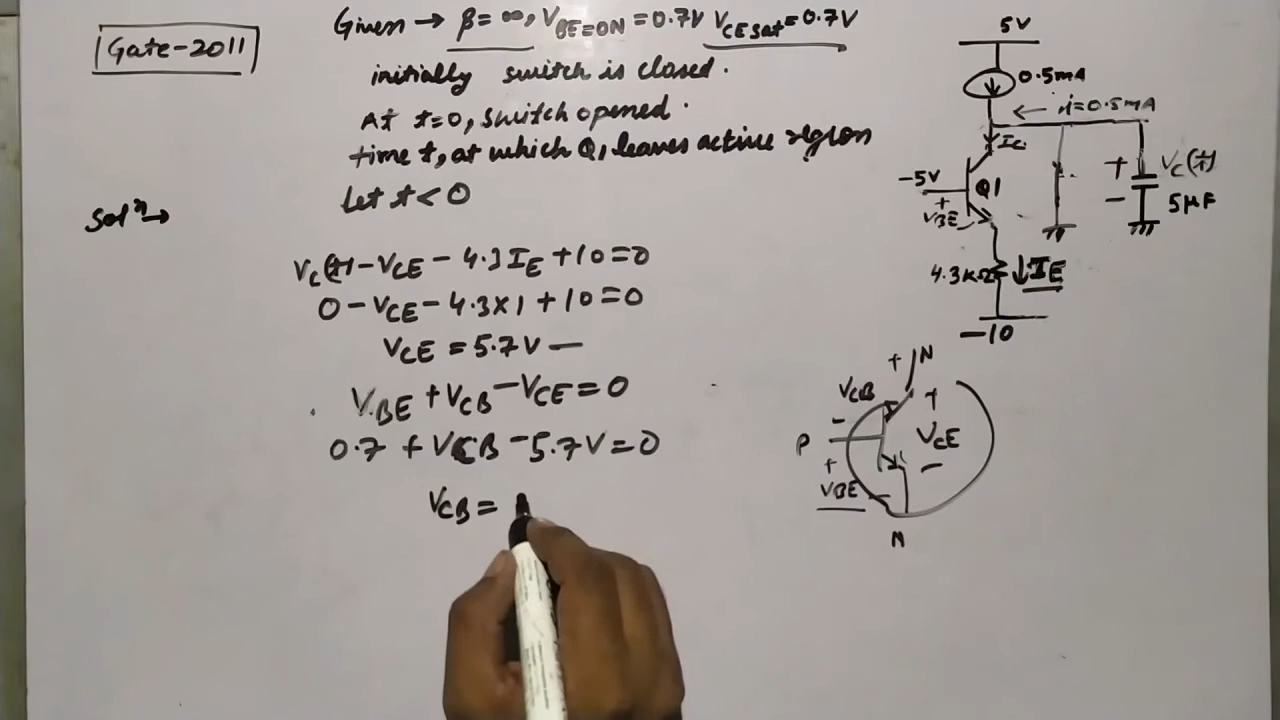 Gate-2011
Given → β = ∞, VBE=ON = 0.7V VCE sat = 0.7V
initially switch is closed.
At t=0, switch opened.
time t, at which Q1 leaves active region
Let t < 0
Solⁿ→
VC(t) - VCE - 4.3IE + 10 = 0
0 - VCE - 4.3×1 + 10 = 0
VCE = 5.7V —
VBE + VCB - VCE = 0
0.7 + VCB - 5.7V = 0
VCB =
5V
0.5mA
← i=0.5mA
IC
-5V
Q1
+
VBE
-
+
VC(t)
-
5μF
4.3kΩ
↓IE
-10
+ N
VCB
-
+
P
VCE
+
-
VBE
-
N